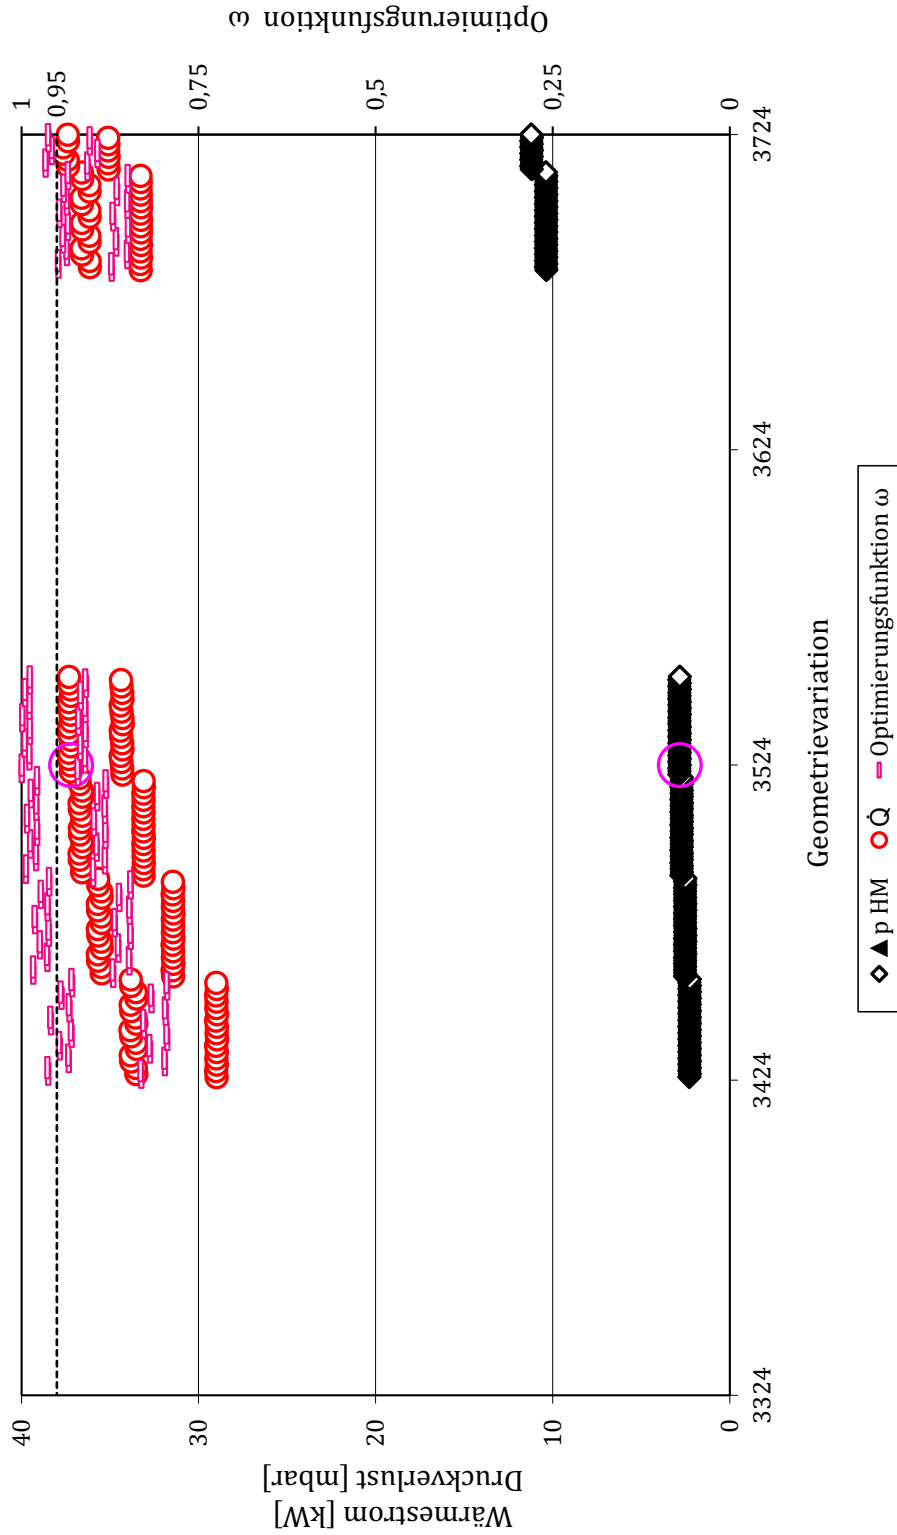 Wärmestrom [kW]
Druckverlust [mbar]
40
30
20
10
0
Optimierungsfunktion ω
1
0,95
0,75
0,5
0,25
0
3324
3424
3524
3624
3724
Geometrievariation
▲p HM
Q̇
Optimierungsfunktion ω